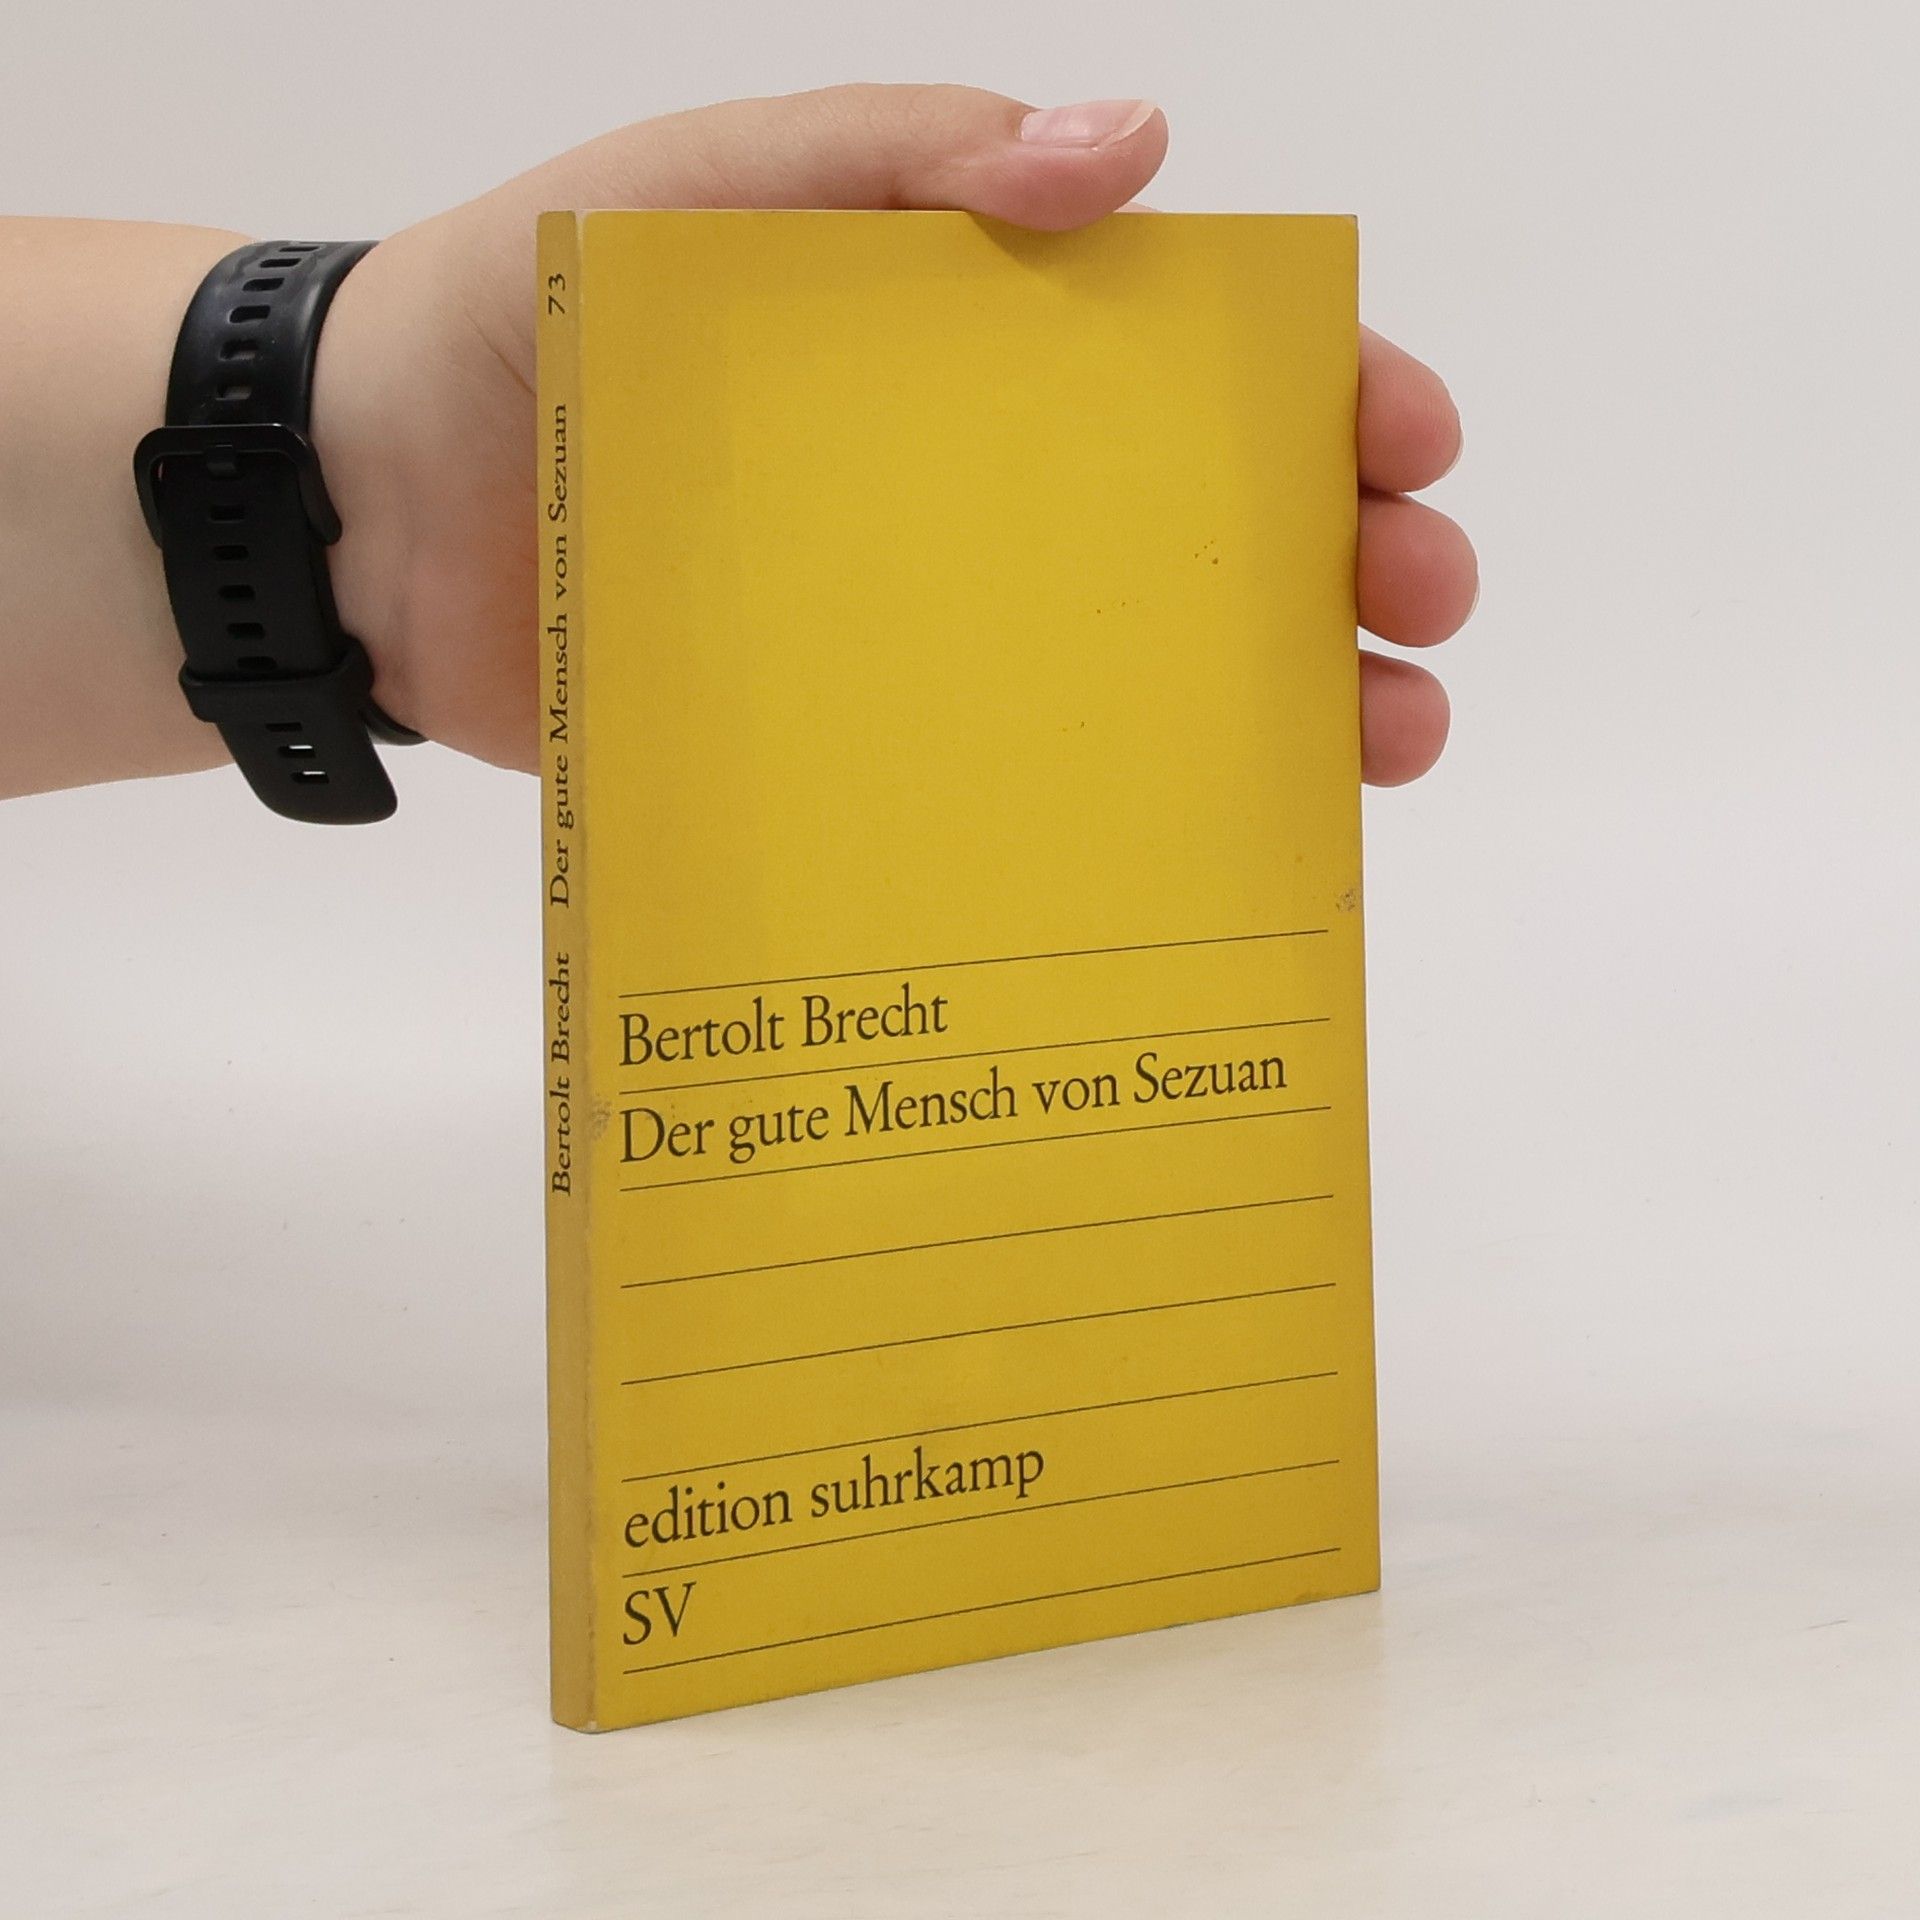 Bertolt Brecht Der gute Mensch von Sezuan 73
Bertolt Brecht
Der gute Mensch von Sezuan
edition suhrkamp
SV